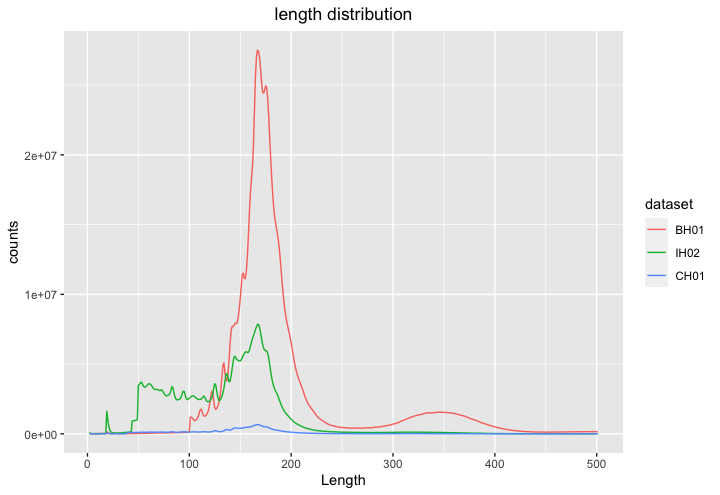 length distribution
counts
2e+07
1e+07
0e+00
0
100
200
300
400
500
Length
dataset
BH01
IH02
CH01